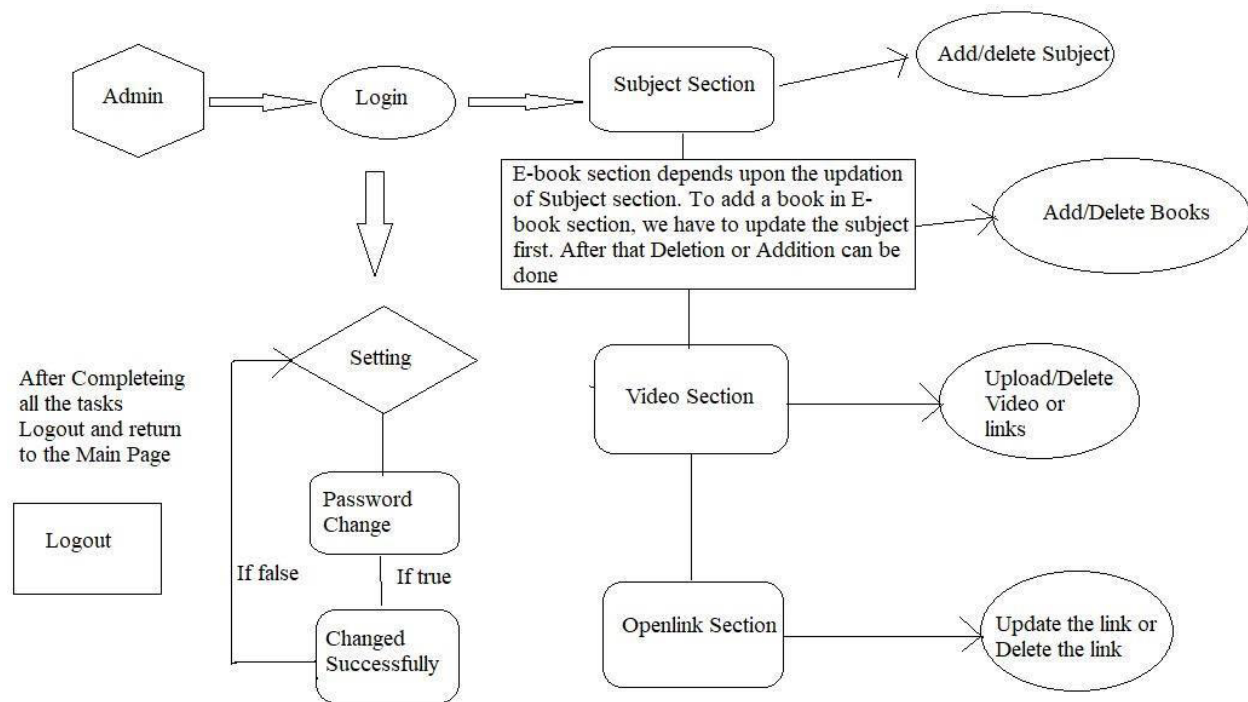 Admin
Login
Subject Section
Add/delete Subject
E-book section depends upon the updation
of Subject section. To add a book in E-
book section, we have to update the subject
first. After that Deletion or Addition can be
done
Add/Delete Books
Setting
Video Section
Upload/Delete
Video or
links
After Completeing
all the tasks
Logout and return
to the Main Page
Password
Change
Logout
If false
If true
Changed
Successfully
Openlink Section
Update the link or
Delete the link